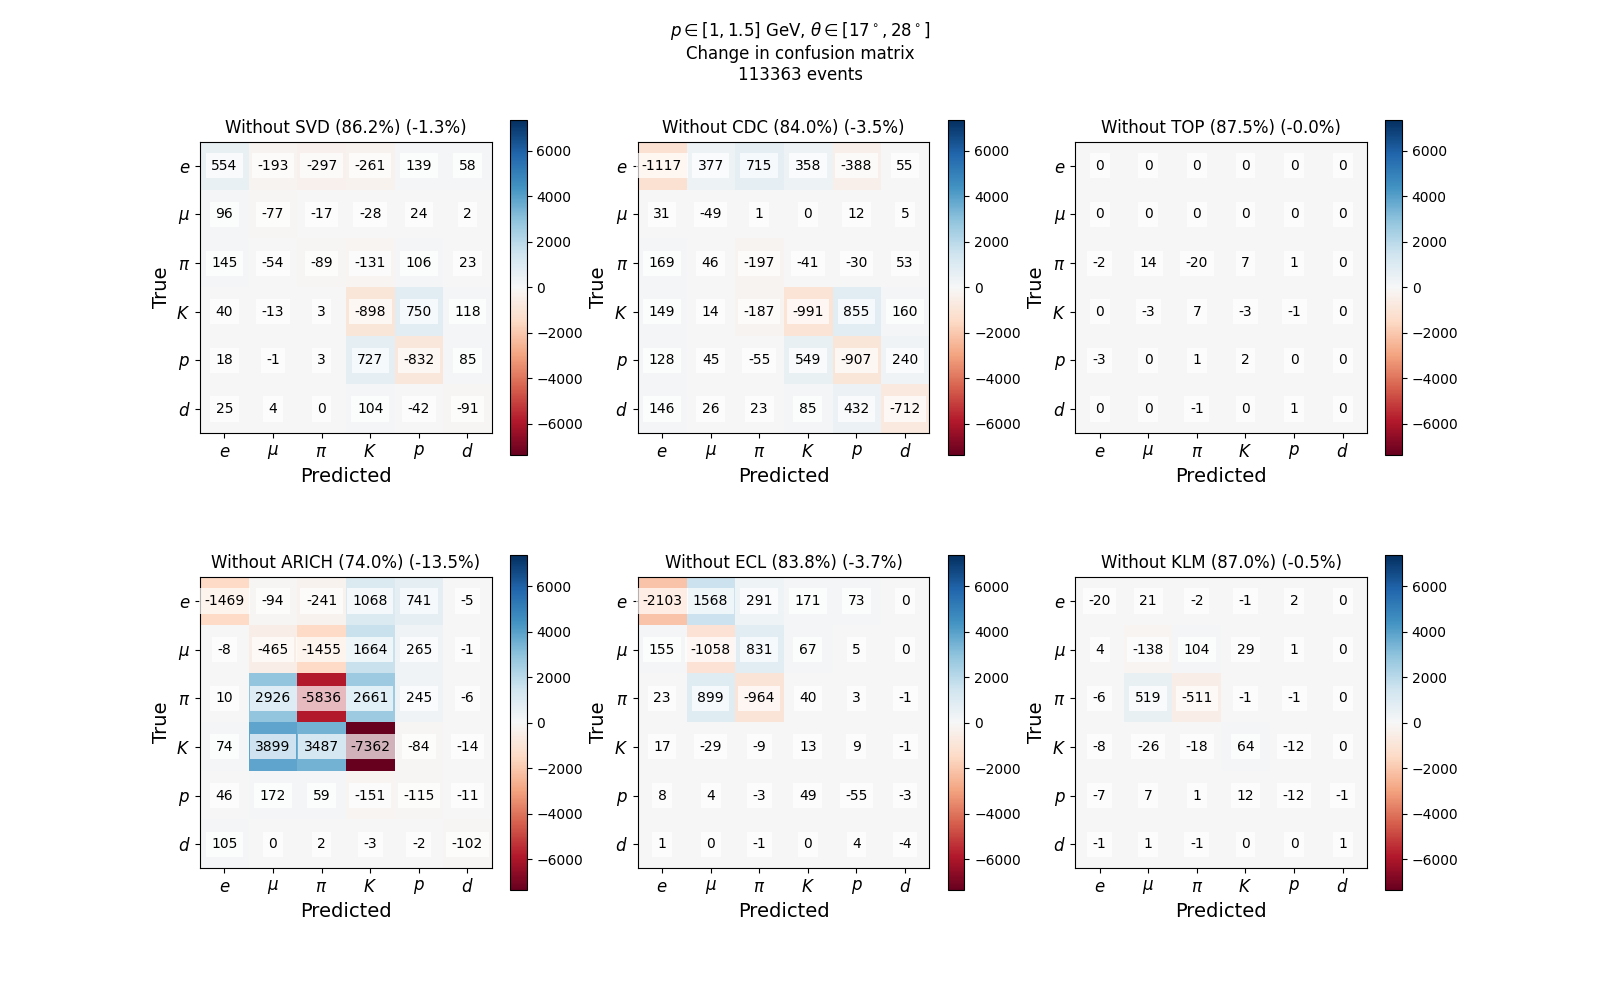 p ∈ [1, 1.5] GeV, θ ∈ [17°, 28°]
Change in confusion matrix
113363 events
Without SVD (86.2%) (-1.3%)
True
e 554 -193 -297 -261 139 58
μ 96 -77 -17 -28 24 2
π 145 -54 -89 -131 106 23
K 40 -13 3 -898 750 118
p 18 -1 3 727 -832 85
d 25 4 0 104 -42 -91
e μ π K p d
Predicted
6000
4000
2000
0
−2000
−4000
−6000
Without CDC (84.0%) (-3.5%)
True
e -1117 377 715 358 -388 55
μ 31 -49 1 0 12 5
π 169 46 -197 -41 -30 53
K 149 14 -187 -991 855 160
p 128 45 -55 549 -907 240
d 146 26 23 85 432 -712
e μ π K p d
Predicted
6000
4000
2000
0
−2000
−4000
−6000
Without TOP (87.5%) (-0.0%)
True
e 0 0 0 0 0 0
μ 0 0 0 0 0 0
π -2 14 -20 7 1 0
K 0 -3 7 -3 -1 0
p -3 0 1 2 0 0
d 0 0 -1 0 1 0
e μ π K p d
Predicted
6000
4000
2000
0
−2000
−4000
−6000
Without ARICH (74.0%) (-13.5%)
True
e -1469 -94 -241 1068 741 -5
μ -8 -465 -1455 1664 265 -1
π 10 2926 -5836 2661 245 -6
K 74 3899 3487 -7362 -84 -14
p 46 172 59 -151 -115 -11
d 105 0 2 -3 -2 -102
e μ π K p d
Predicted
6000
4000
2000
0
−2000
−4000
−6000
Without ECL (83.8%) (-3.7%)
True
e -2103 1568 291 171 73 0
μ 155 -1058 831 67 5 0
π 23 899 -964 40 3 -1
K 17 -29 -9 13 9 -1
p 8 4 -3 49 -55 -3
d 1 0 -1 0 4 -4
e μ π K p d
Predicted
6000
4000
2000
0
−2000
−4000
−6000
Without KLM (87.0%) (-0.5%)
True
e -20 21 -2 -1 2 0
μ 4 -138 104 29 1 0
π -6 519 -511 -1 -1 0
K -8 -26 -18 64 -12 0
p -7 7 1 12 -12 -1
d -1 1 -1 0 0 1
e μ π K p d
Predicted
6000
4000
2000
0
−2000
−4000
−6000